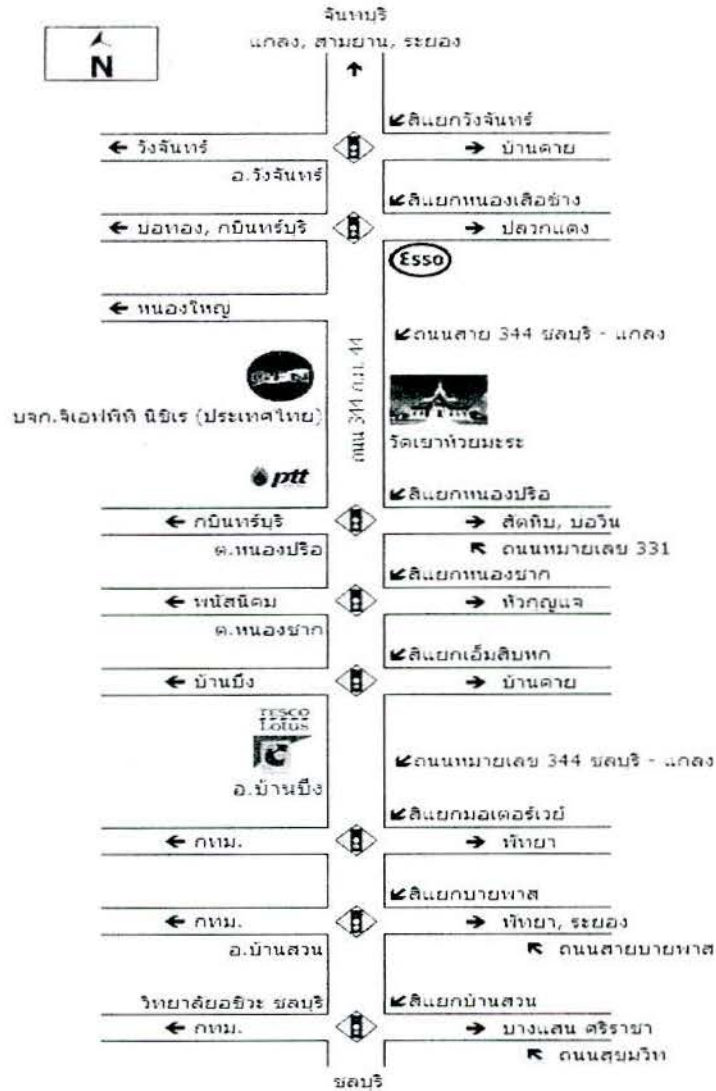 จันทบุรี
แกลง, สามยาน, ระยอง
N
สี่แยกวังจันทร์
วังจันทร์
บ้านค่าย
อ.วังจันทร์
สี่แยกหนองเสือช้าง
บ่อทอง, กบินทร์บุรี
ปลวกแดง
Esso
หนองใหญ่
ถนนสาย 344 ชลบุรี - แกลง
GFN
ถนน 344 ก.ม. 44
บจก.จีเอฟพีที นิชิเร (ประเทศไทย)
วัดเขาห้วยมะระ
ptt
สี่แยกหนองปรือ
กบินทร์บุรี
สัตหีบ, บ่อวิน
ต.หนองปรือ
ถนนหมายเลข 331
สี่แยกหนองชาก
พนัสนิคม
หัวกุญแจ
ต.หนองชาก
สี่แยกเอ็มสิบหก
บ้านบึง
บ้านค่าย
TESCO
Lotus
ถนนหมายเลข 344 ชลบุรี - แกลง
อ.บ้านบึง
สี่แยกมอเตอร์เวย์
กทม.
พัทยา
สี่แยกบายพาส
กทม.
พัทยา, ระยอง
อ.บ้านสวน
ถนนสายบายพาส
วิทยาลัยอชิวะ ชลบุรี
สี่แยกบ้านสวน
กทม.
บางแสน ศรีราชา
ถนนสุขุมวิท
ชลบุรี